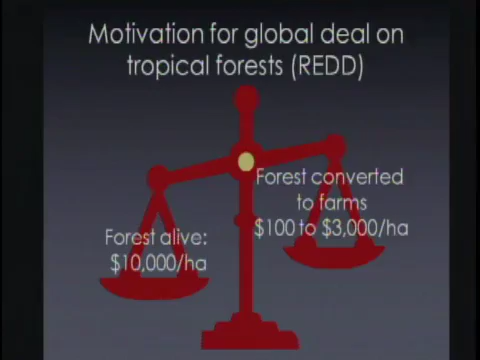 Motivation for global deal on
tropical forests (REDD)
Forest converted
to farms
$100 to $3,000/ha
Forest alive:
$10,000/ha